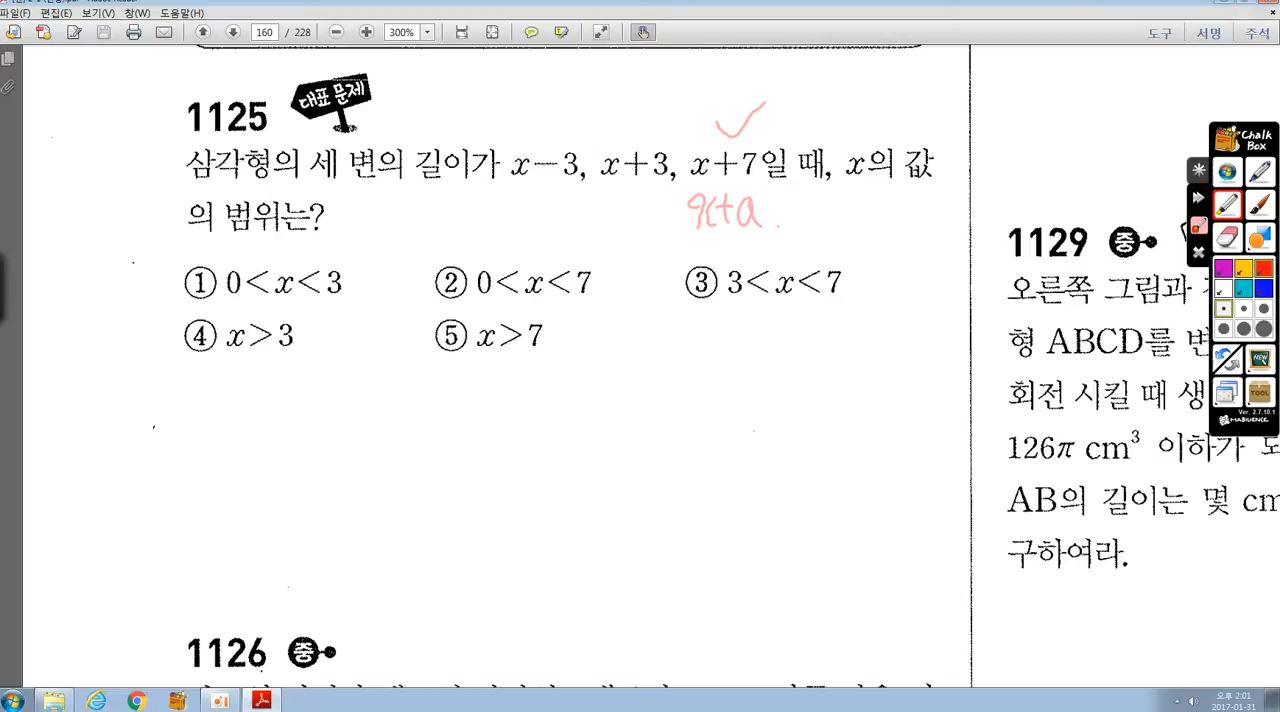 파일(F) 편집(E) 보기(V) 창(W) 도움말(H)
160 / 228 300% 도구 서명 주석
1125 대표 문제
삼각형의 세 변의 길이가 x－3, x＋3, x＋7일 때, x의 값
의 범위는?
x+a
① 0＜x＜3 ② 0＜x＜7 ③ 3＜x＜7
④ x＞3 ⑤ x＞7
1126 중
1129 중
오른쪽 그림과
형 ABCD를 변
회전 시킬 때 생
126π cm³ 이하가 되
AB의 길이는 몇 cm
구하여라.
Chalk
Box
NEW
TOOL
Ver. 2.7.10.1
MABILIENCE
오후 2:01
2017-01-31